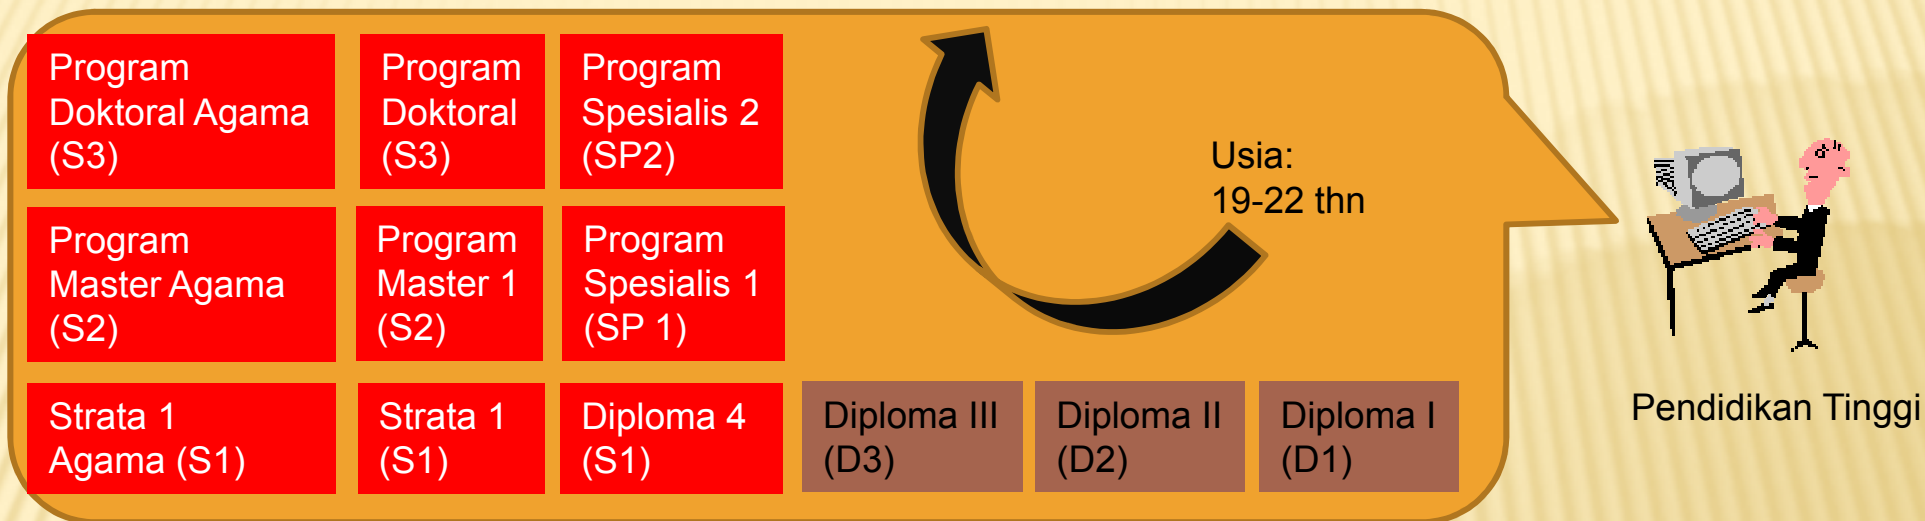 Program
Doktoral Agama
(S3)
Program
Doktoral
(S3)
Program
Spesialis 2
(SP2)
Usia:
19-22 thn
Program
Master Agama
(S2)
Program
Master 1
(S2)
Program
Spesialis 1
(SP 1)
Strata 1
Agama (S1)
Strata 1
(S1)
Diploma 4
(S1)
Diploma III
(D3)
Diploma II
(D2)
Diploma I
(D1)
Pendidikan Tinggi